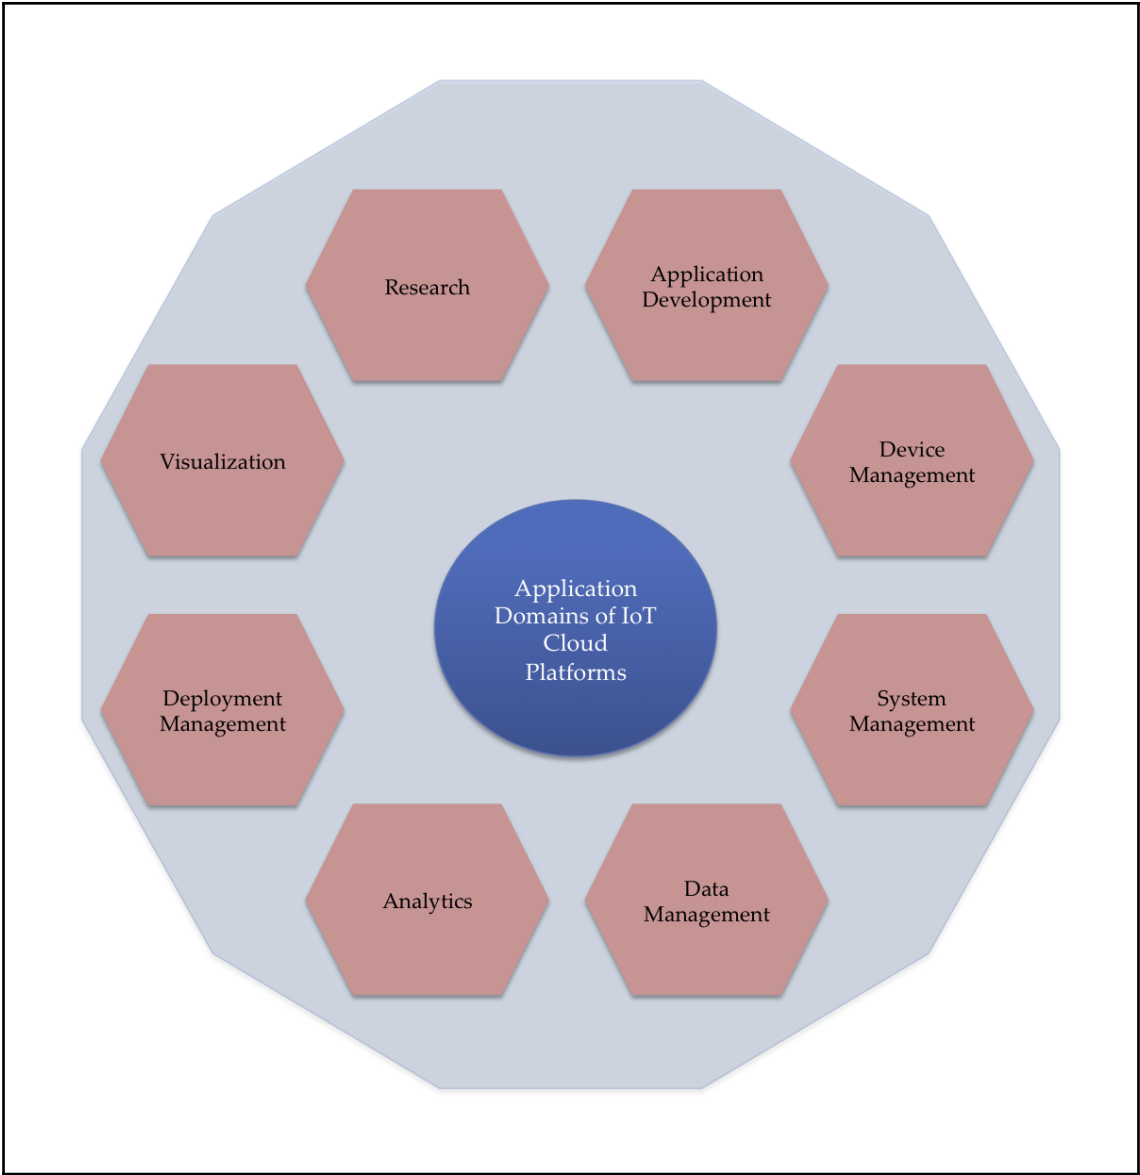 Research
Application
Development
Visualization
Device
Management
Application
Domains of IoT
Cloud
Platforms
Deployment
Management
System
Management
Analytics
Data
Management